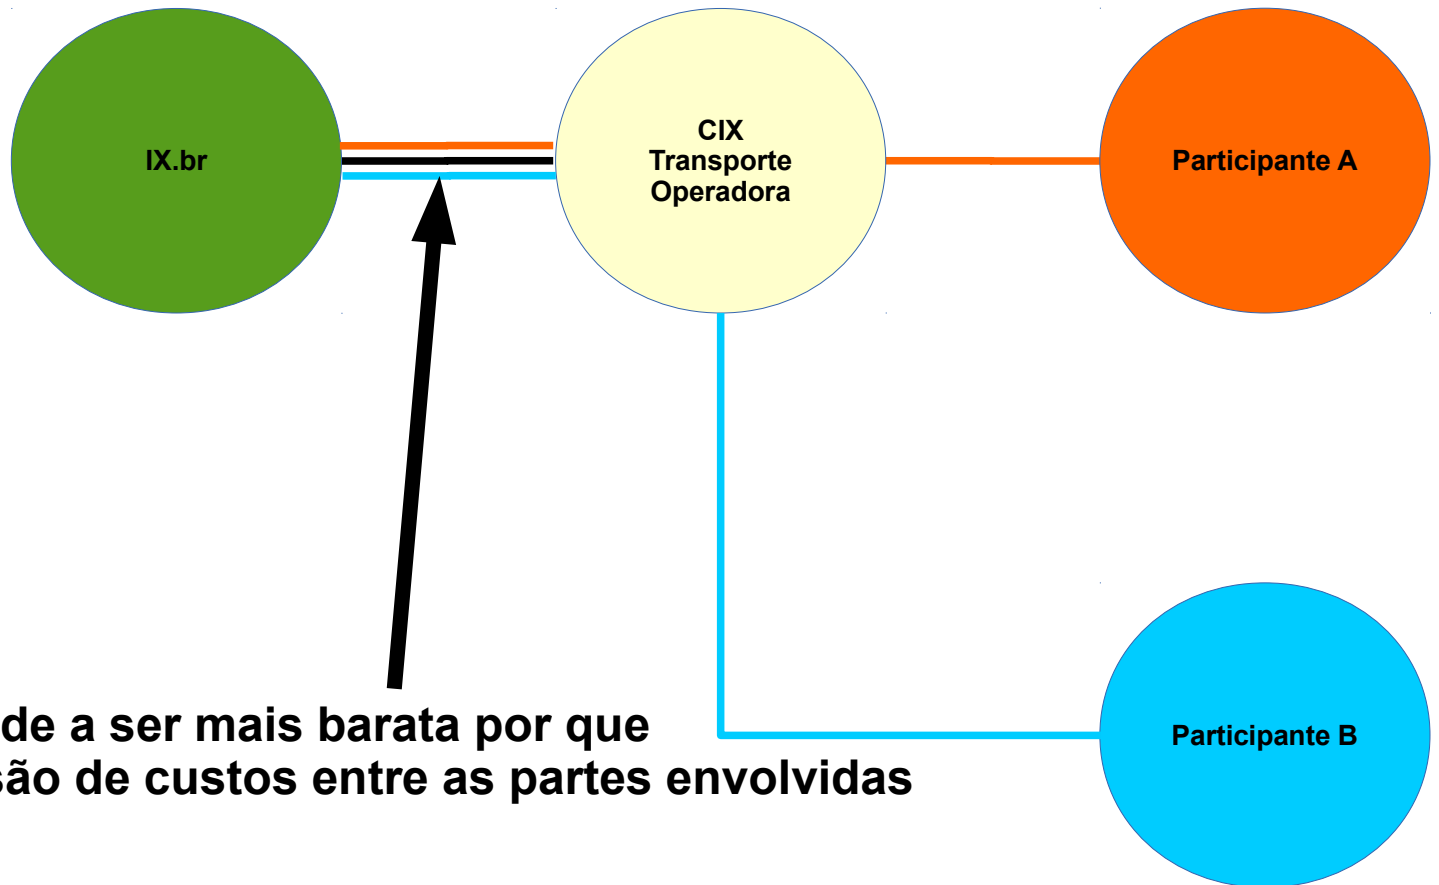 IX.br
CIX
Transporte
Operadora
Participante A
de a ser mais barata por que
são de custos entre as partes envolvidas
Participante B